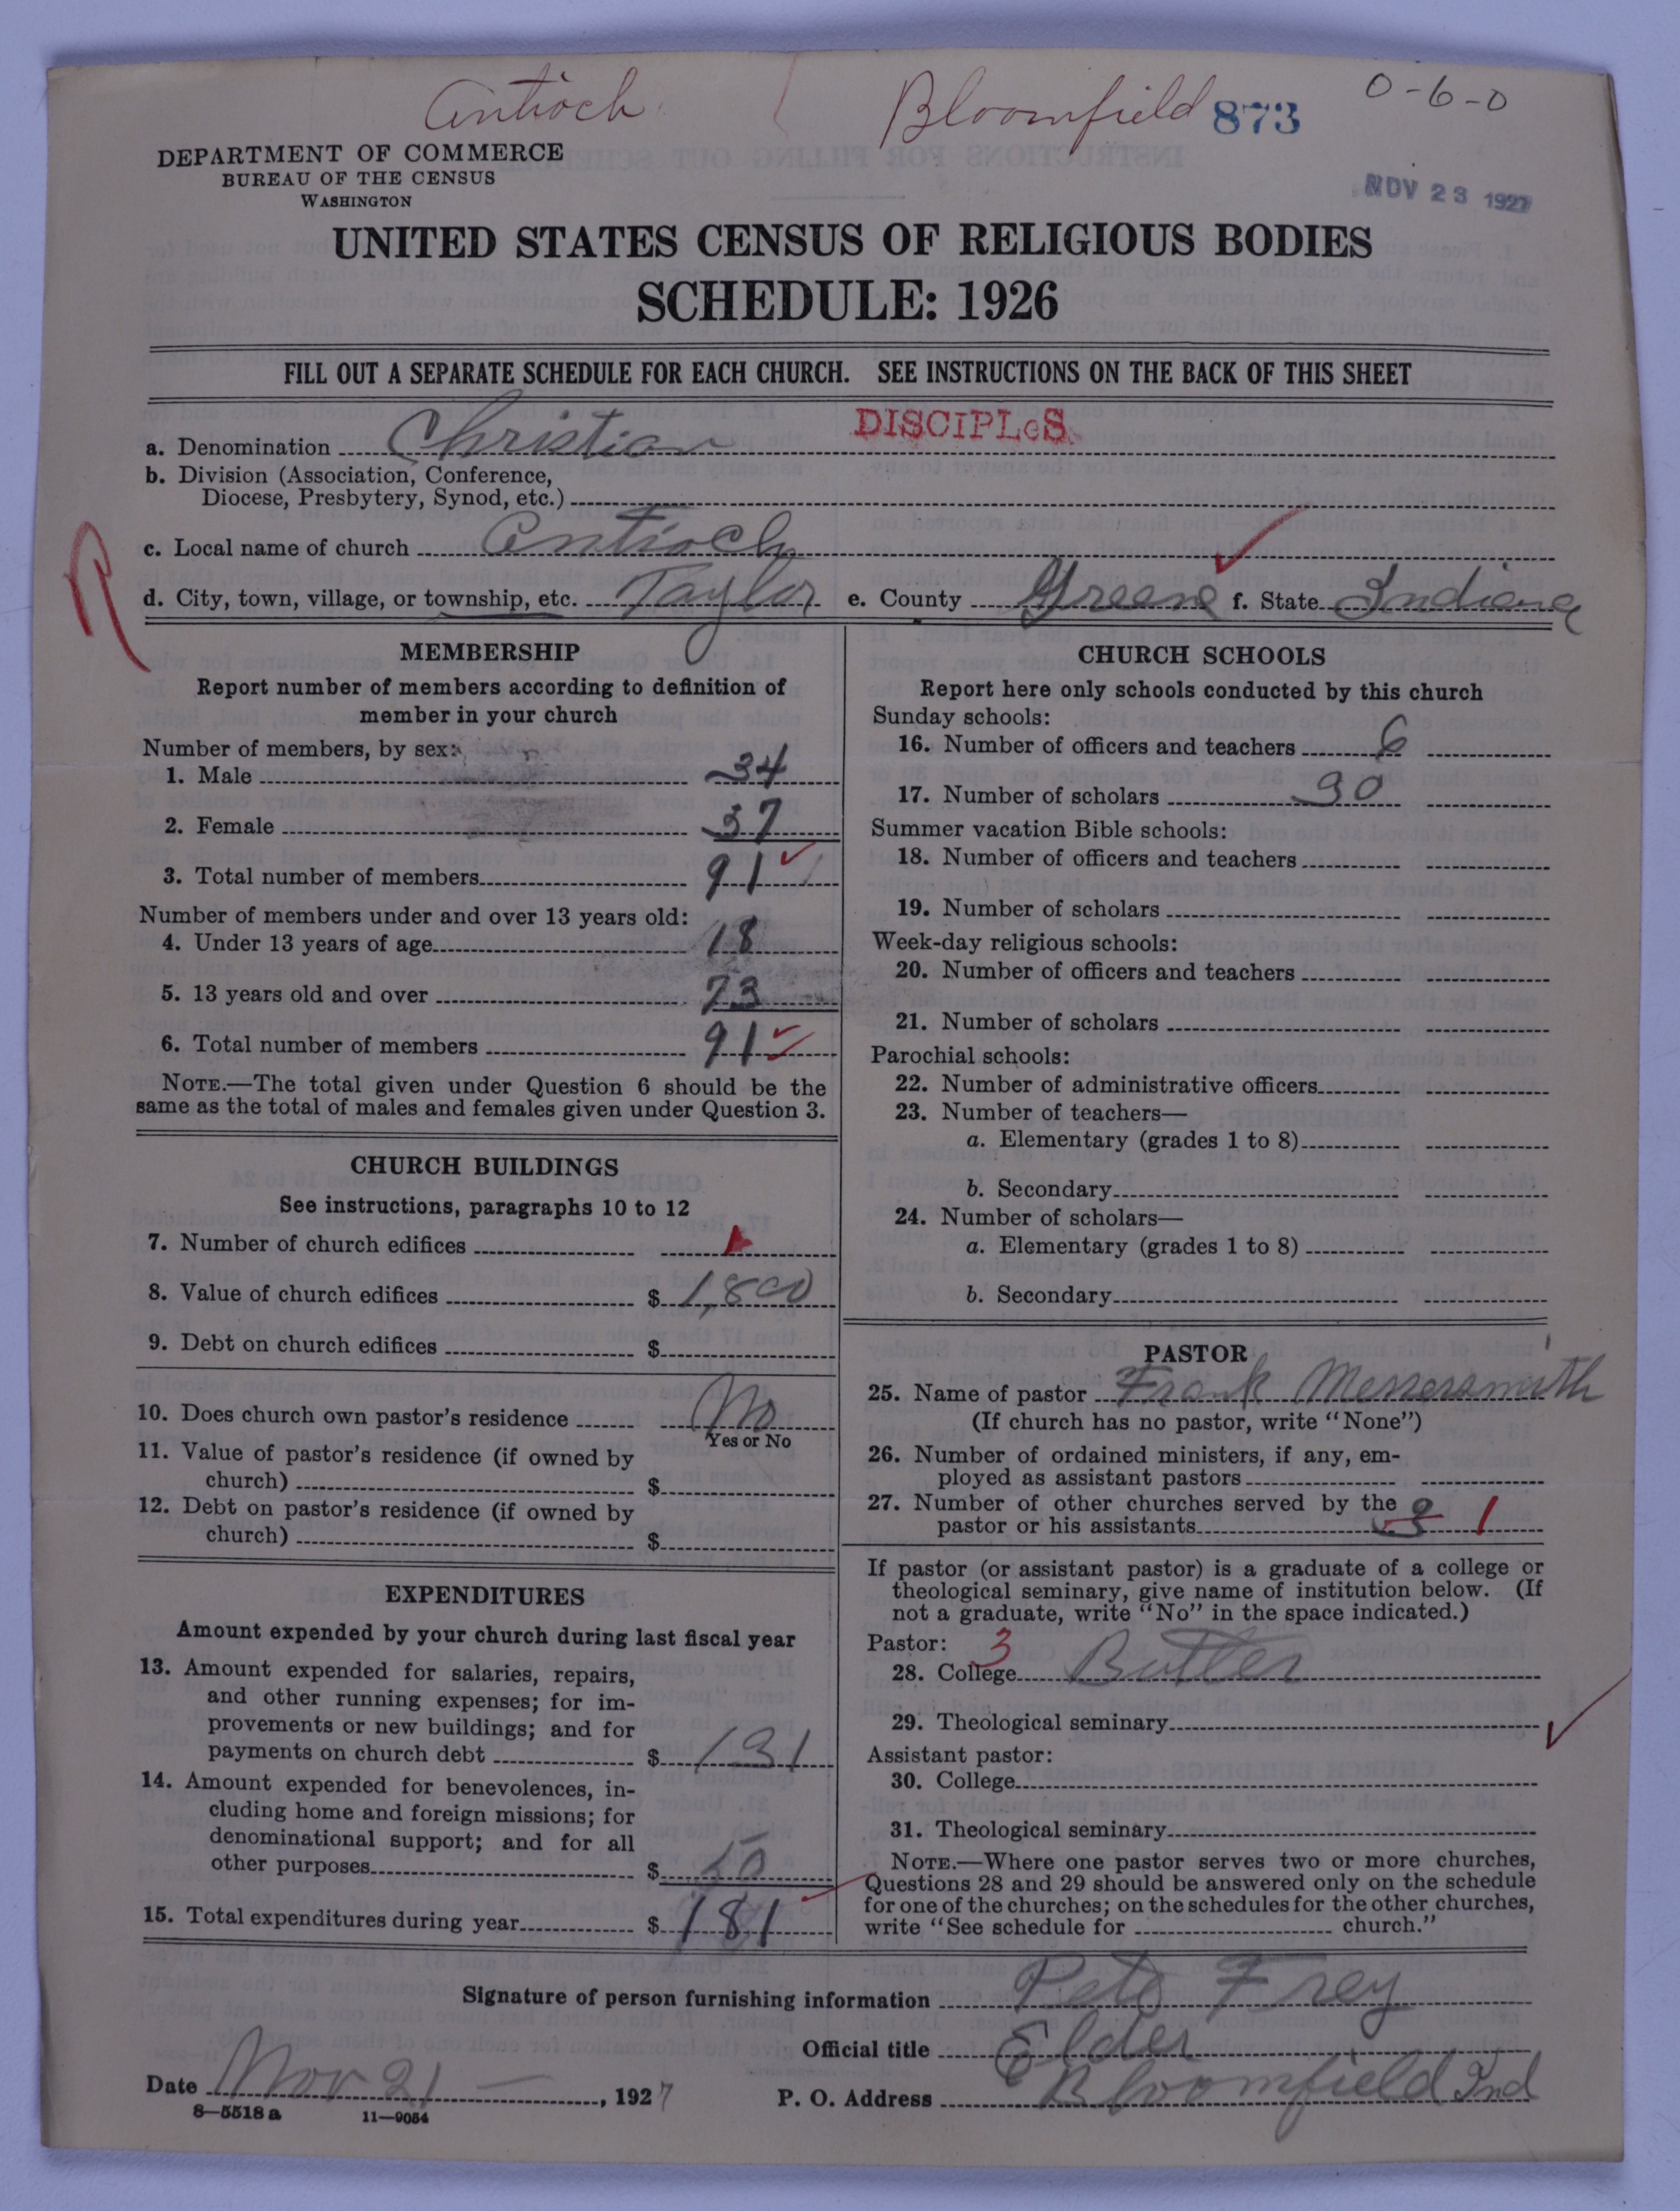 Antioch Bloomfield 873 0-6-0
DEPARTMENT OF COMMERCE
BUREAU OF THE CENSUS
WASHINGTON
NOV 23 1927
UNITED STATES CENSUS OF RELIGIOUS BODIES
SCHEDULE: 1926
FILL OUT A SEPARATE SCHEDULE FOR EACH CHURCH. SEE INSTRUCTIONS ON THE BACK OF THIS SHEET
a. Denomination Christian DISCIPLeS.
b. Division (Association, Conference,
Diocese, Presbytery, Synod, etc.)
c. Local name of church Antioch
R
d. City, town, village, or township, etc. Taylor e. County Greene f. State Indiana
MEMBERSHIP
Report number of members according to definition of
member in your church
Number of members, by sex:
1. Male 34
2. Female 37
3. Total number of members 91
Number of members under and over 13 years old:
4. Under 13 years of age 18
5. 13 years old and over 73
6. Total number of members 91
NOTE.—The total given under Question 6 should be the
same as the total of males and females given under Question 3.
CHURCH BUILDINGS
See instructions, paragraphs 10 to 12
7. Number of church edifices
8. Value of church edifices $ 1,800
9. Debt on church edifices $
10. Does church own pastor's residence No
Yes or No
11. Value of pastor's residence (if owned by
church) $
12. Debt on pastor's residence (if owned by
church) $
EXPENDITURES
Amount expended by your church during last fiscal year
13. Amount expended for salaries, repairs,
and other running expenses; for im-
provements or new buildings; and for
payments on church debt $ 131
14. Amount expended for benevolences, in-
cluding home and foreign missions; for
denominational support; and for all
other purposes $ 50
15. Total expenditures during year $ 181
CHURCH SCHOOLS
Report here only schools conducted by this church
Sunday schools:
16. Number of officers and teachers 6
17. Number of scholars 90
Summer vacation Bible schools:
18. Number of officers and teachers
19. Number of scholars
Week-day religious schools:
20. Number of officers and teachers
21. Number of scholars
Parochial schools:
22. Number of administrative officers
23. Number of teachers—
a. Elementary (grades 1 to 8)
b. Secondary
24. Number of scholars—
a. Elementary (grades 1 to 8)
b. Secondary
PASTOR
25. Name of pastor Frank Messersmith
(If church has no pastor, write "None")
26. Number of ordained ministers, if any, em-
ployed as assistant pastors
27. Number of other churches served by the
pastor or his assistants 1
If pastor (or assistant pastor) is a graduate of a college or
theological seminary, give name of institution below. (If
not a graduate, write "No" in the space indicated.)
Pastor: 3
28. College Butler
29. Theological seminary
Assistant pastor:
30. College
31. Theological seminary
NOTE.—Where one pastor serves two or more churches,
Questions 28 and 29 should be answered only on the schedule
for one of the churches; on the schedules for the other churches,
write "See schedule for church."
Signature of person furnishing information Pete Frey
Official title Elder
Date Nov 21 —, 1927 P. O. Address Bloomfield Ind
8—5518a 11—9054